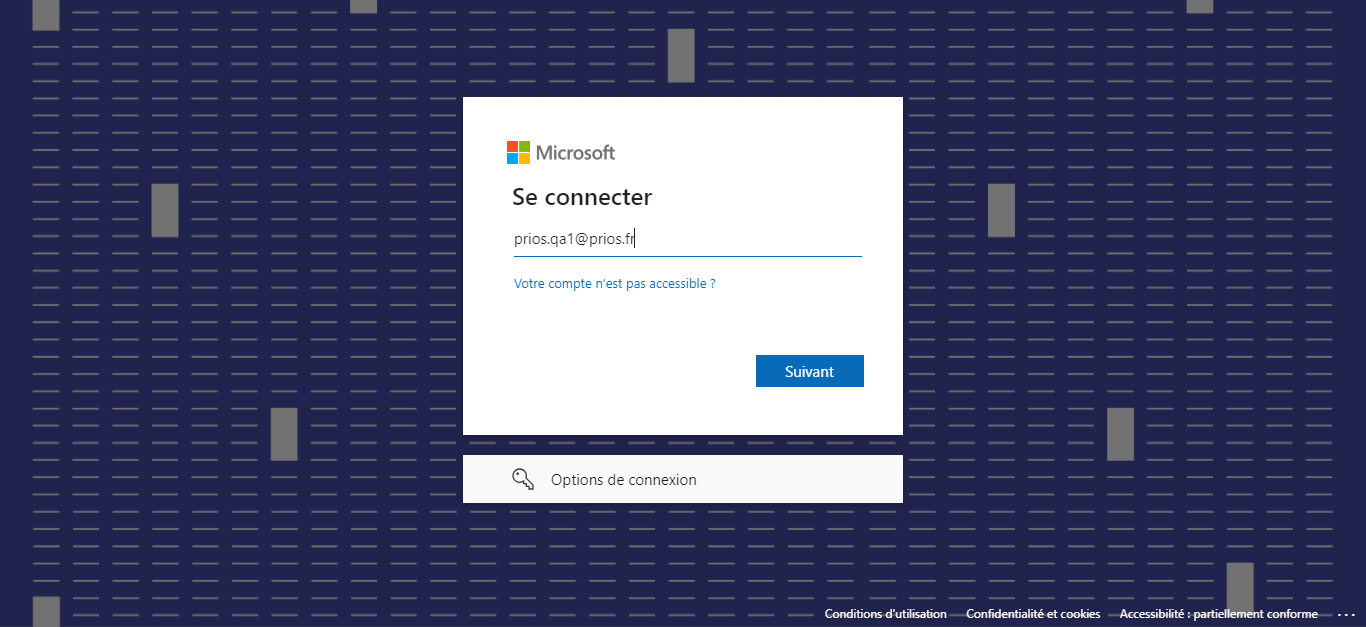 Microsoft
Se connecter
prios.qa1@prios.fr
Votre compte n'est pas accessible ?
Suivant
Options de connexion
Conditions d'utilisation Confidentialité et cookies Accessibilité : partiellement conforme ...